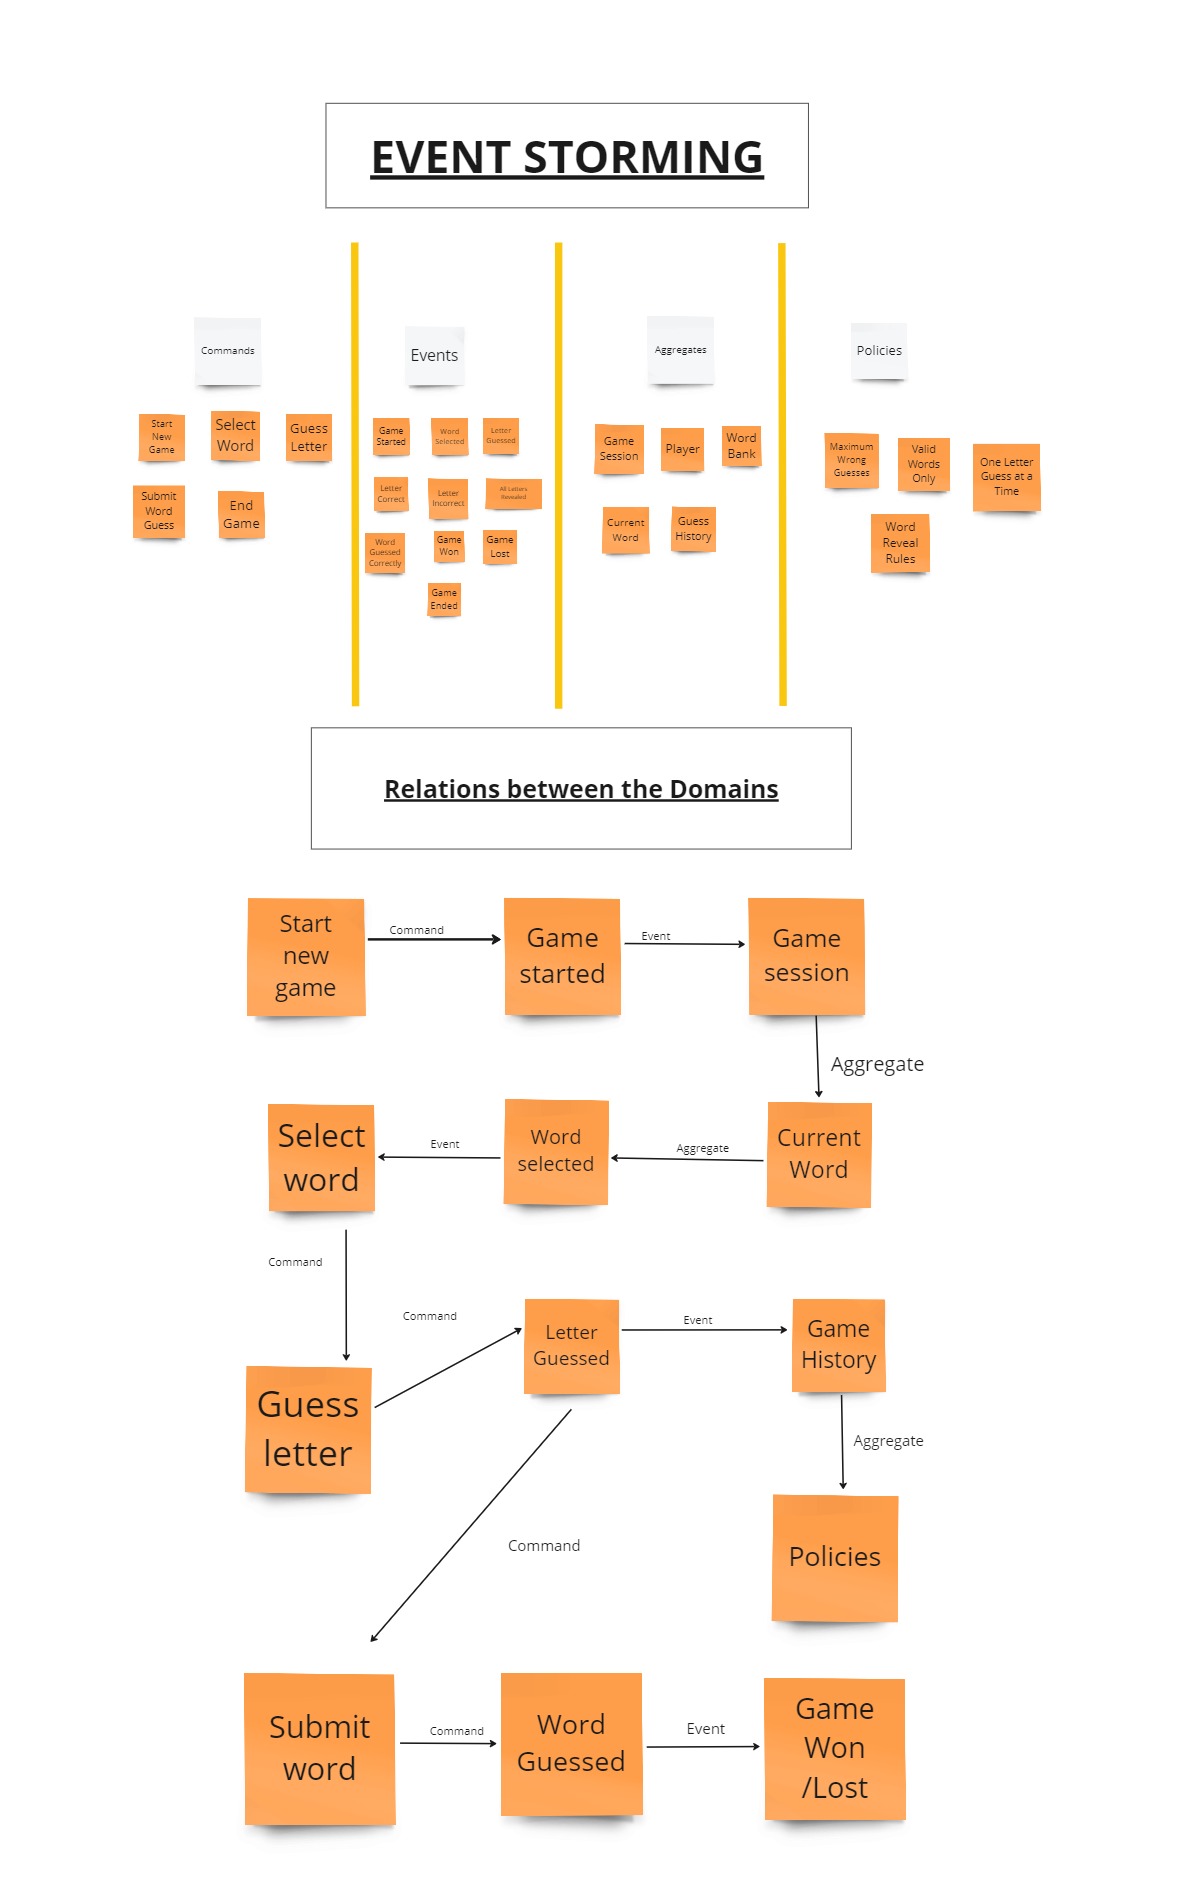 EVENT STORMING
Commands
Events
Aggregates
Policies
Start
New
Game
Select
Word
Guess
Letter
Submit
Word
Guess
End
Game
Game
Started
Word
Selected
Letter
Guessed
Letter
Correct
Letter
Incorrect
All Letters
Revealed
Word
Guessed
Correctly
Game
Won
Game
Lost
Game
Ended
Game
Session
Player
Word
Bank
Current
Word
Guess
History
Maximum
Wrong
Guesses
Valid
Words
Only
One Letter
Guess at a
Time
Word
Reveal
Rules
Relations between the Domains
Start
new
game
Command
Game
started
Event
Game
session
Aggregate
Current
Word
Aggregate
Word
selected
Event
Select
word
Command
Guess
letter
Command
Letter
Guessed
Event
Game
History
Aggregate
Policies
Command
Submit
word
Command
Word
Guessed
Event
Game
Won
/Lost